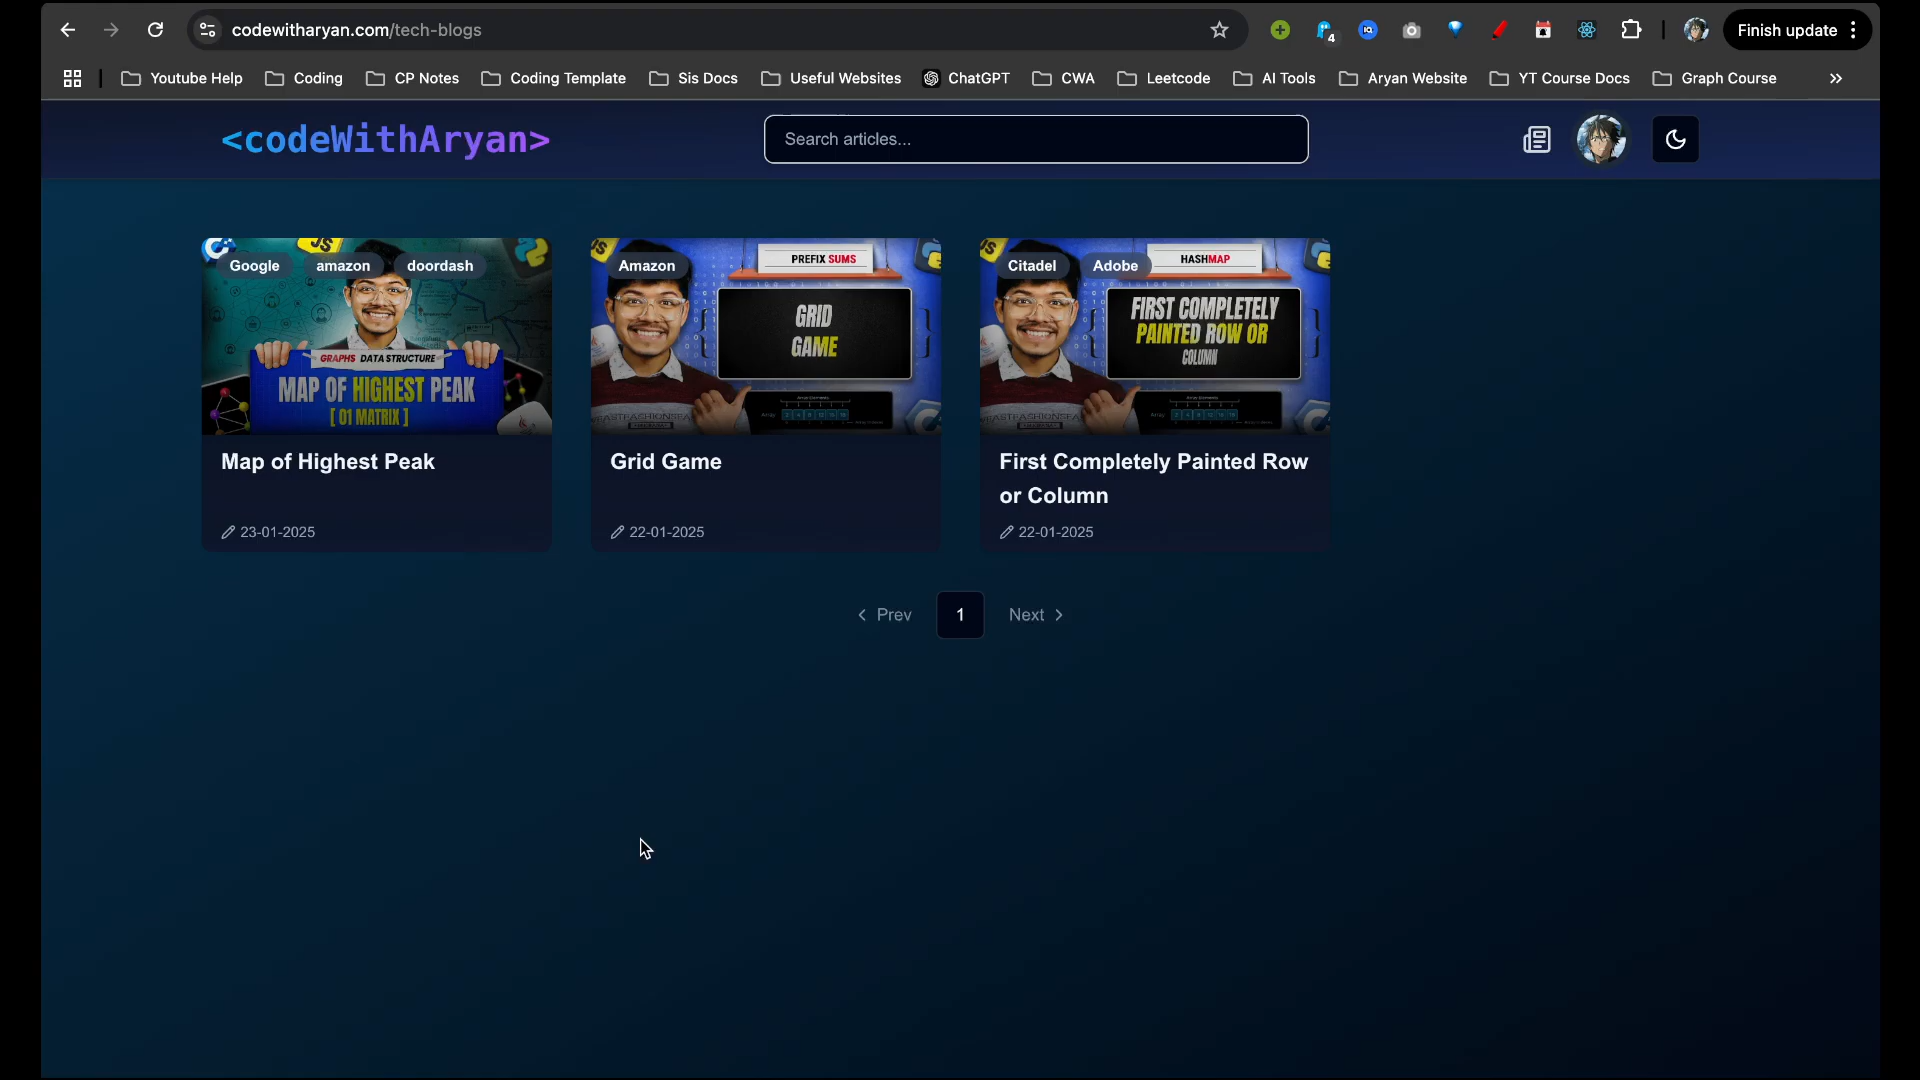 codewitharyan.com/tech-blogs
4
Finish update
Youtube Help
Coding
CP Notes
Coding Template
Sis Docs
Useful Websites
ChatGPT
CWA
Leetcode
AI Tools
Aryan Website
YT Course Docs
Graph Course
<codeWithAryan>
Search articles...
Google
amazon
doordash
JS
GRAPHS DATA STRUCTURE
MAP OF HIGHEST PEAK
[ 01 MATRIX ]
Map of Highest Peak
23-01-2025
Amazon
PREFIX SUMS
GRID
GAME
Grid Game
22-01-2025
Citadel
Adobe
HASHMAP
FIRST COMPLETELY
PAINTED ROW OR
COLUMN
First Completely Painted Row
or Column
22-01-2025
Prev
1
Next